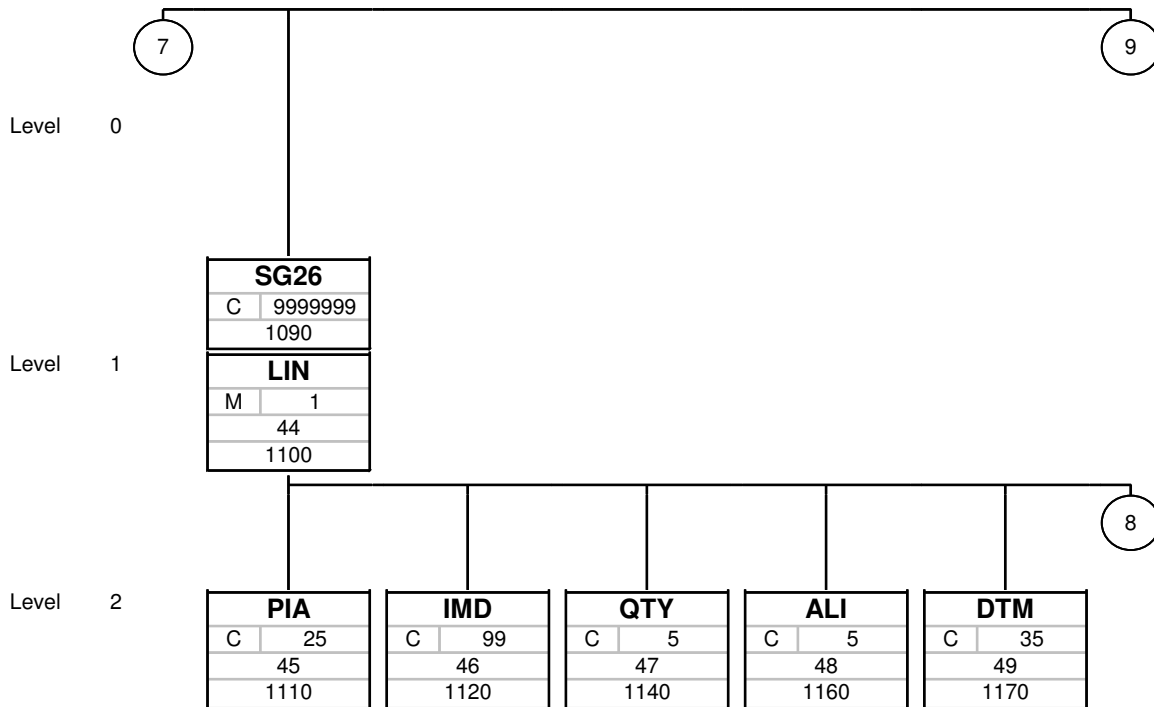 7
9
Level 0
SG26
C 9999999
1090
Level 1
LIN
M 1
44
1100
8
Level 2
PIA IMD QTY ALI DTM
C 25 C 99 C 5 C 5 C 35
45 46 47 48 49
1110 1120 1140 1160 1170